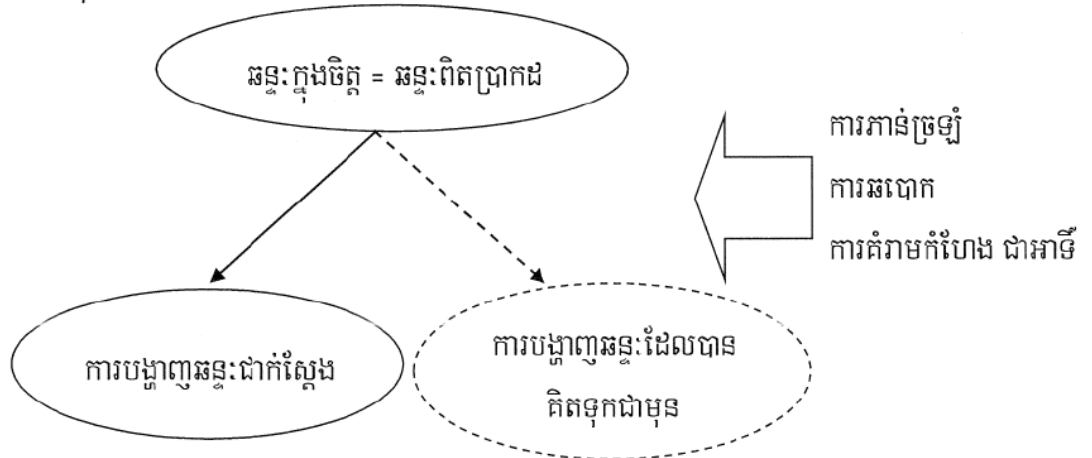 ឆន្ទៈក្នុងចិត្ត = ឆន្ទៈពិតប្រាកដ
ការភាន់ច្រឡំ
ការឆបោក
ការគំរាមកំហែង ជាអាទិ៍
ការបង្ហាញឆន្ទៈជាក់ស្តែង
ការបង្ហាញឆន្ទៈដែលបាន
គិតទុកជាមុន